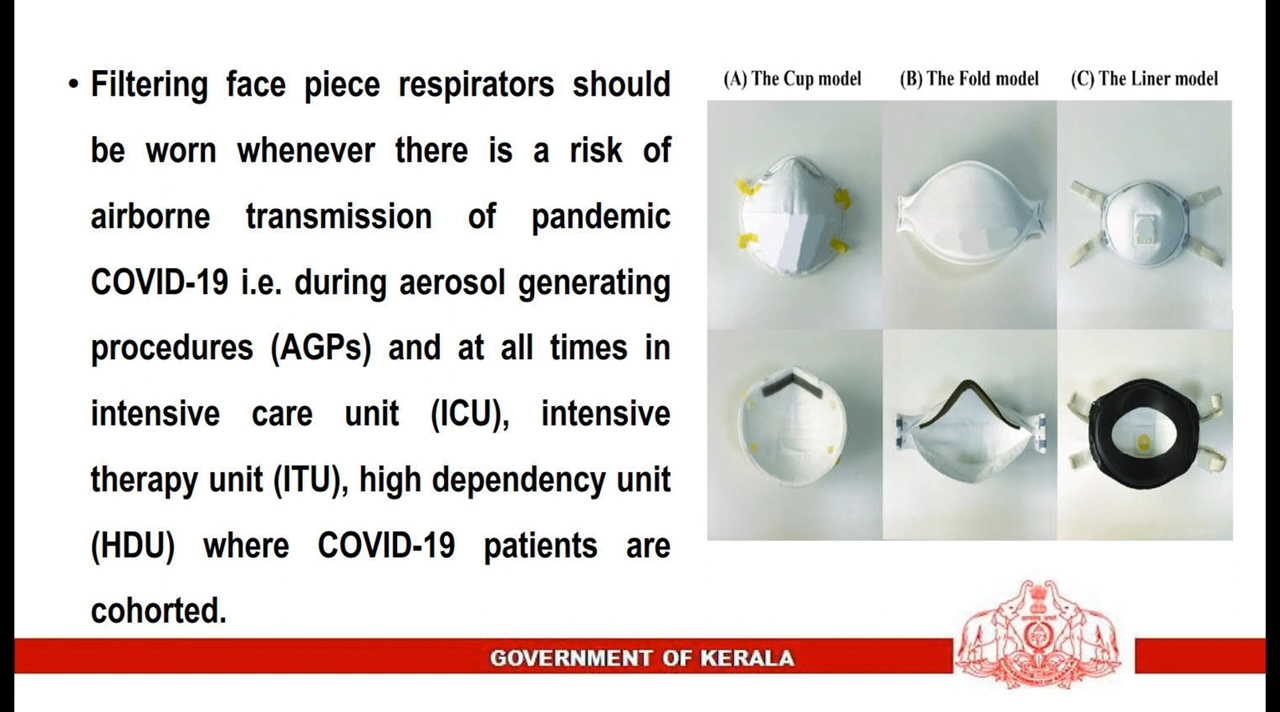 • Filtering face piece respirators should
be worn whenever there is a risk of
airborne transmission of pandemic
COVID-19 i.e. during aerosol generating
procedures (AGPs) and at all times in
intensive care unit (ICU), intensive
therapy unit (ITU), high dependency unit
(HDU) where COVID-19 patients are
cohorted.
(A) The Cup model
(B) The Fold model
(C) The Liner model
GOVERNMENT OF KERALA